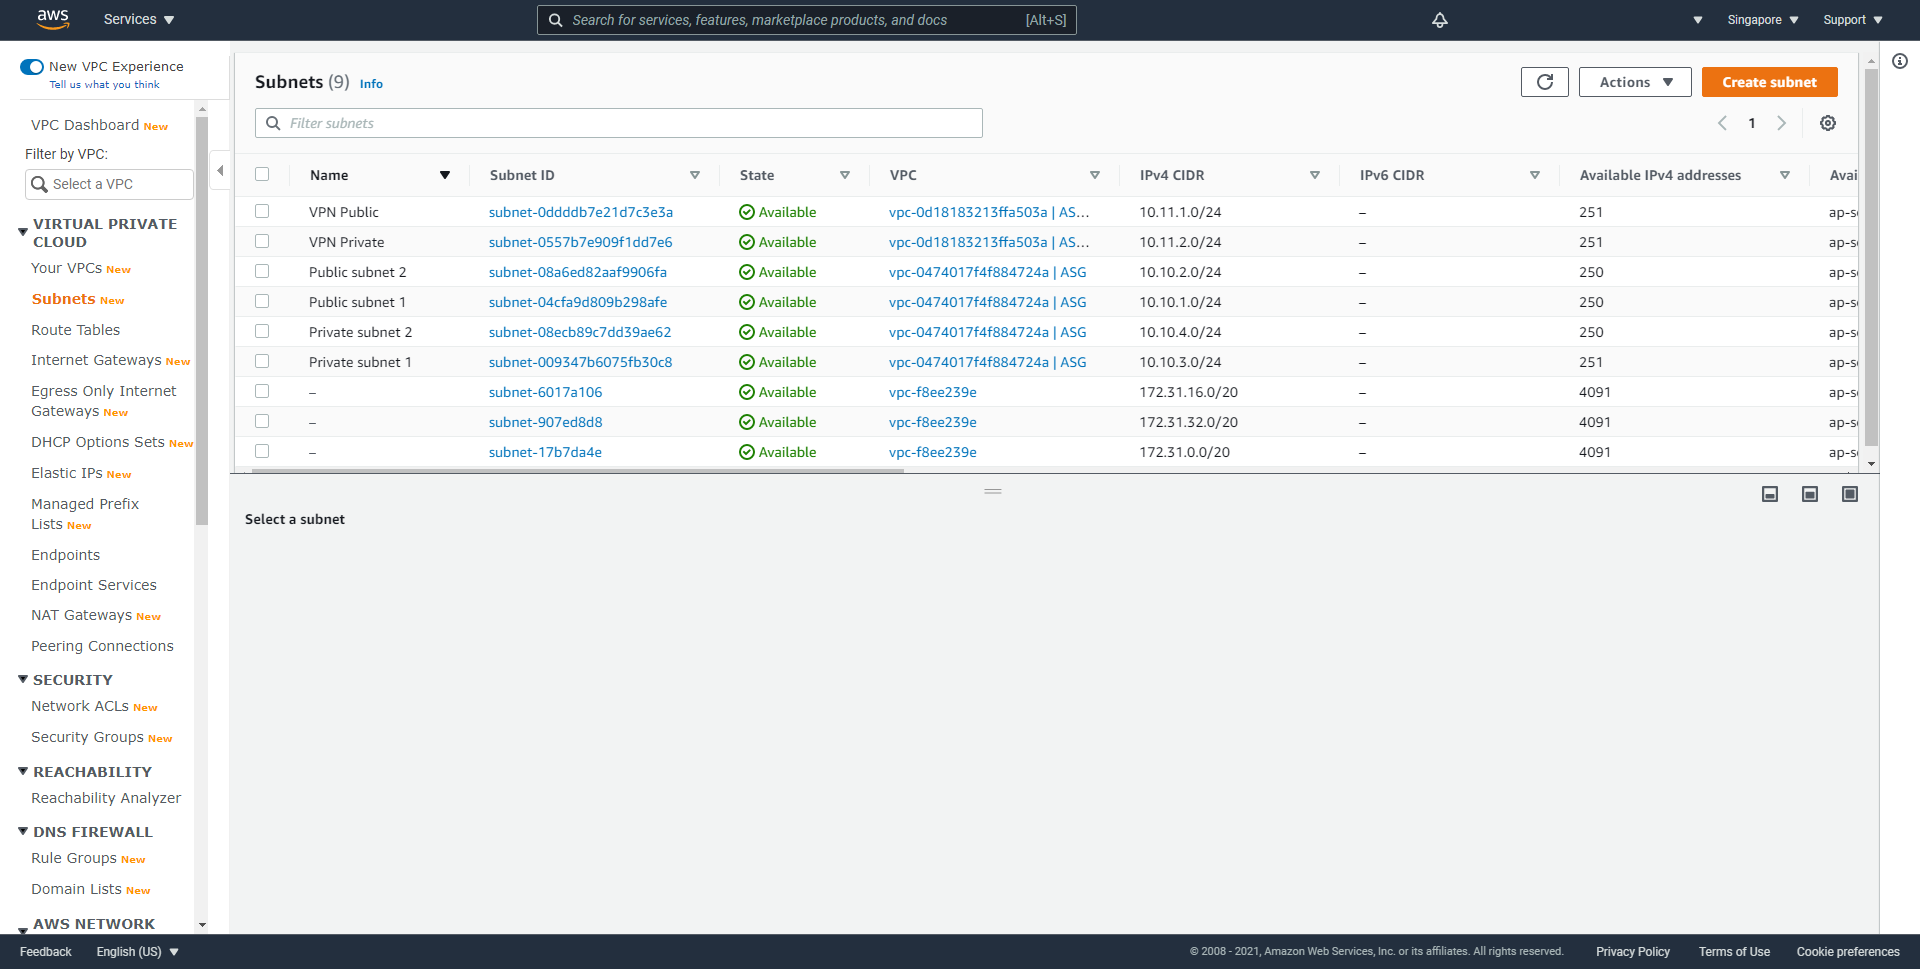 aws
Services
Search for services, features, marketplace products, and docs [Alt+S]
Singapore
Support
New VPC Experience
Tell us what you think
VPC Dashboard New
Filter by VPC:
Select a VPC
VIRTUAL PRIVATE
CLOUD
Your VPCs New
Subnets New
Route Tables
Internet Gateways New
Egress Only Internet
Gateways New
DHCP Options Sets New
Elastic IPs New
Managed Prefix
Lists New
Endpoints
Endpoint Services
NAT Gateways New
Peering Connections
SECURITY
Network ACLs New
Security Groups New
REACHABILITY
Reachability Analyzer
DNS FIREWALL
Rule Groups New
Domain Lists New
AWS NETWORK
Subnets (9) Info
Actions
Create subnet
Filter subnets
1
Name Subnet ID State VPC IPv4 CIDR IPv6 CIDR Available IPv4 addresses Avai
VPN Public subnet-0ddddb7e21d7c3e3a Available vpc-0d18183213ffa503a | AS... 10.11.1.0/24 – 251 ap-s
VPN Private subnet-0557b7e909f1dd7e6 Available vpc-0d18183213ffa503a | AS... 10.11.2.0/24 – 251 ap-s
Public subnet 2 subnet-08a6ed82aaf9906fa Available vpc-0474017f4f884724a | ASG 10.10.2.0/24 – 250 ap-s
Public subnet 1 subnet-04cfa9d809b298afe Available vpc-0474017f4f884724a | ASG 10.10.1.0/24 – 250 ap-s
Private subnet 2 subnet-08ecb89c7dd39ae62 Available vpc-0474017f4f884724a | ASG 10.10.4.0/24 – 250 ap-s
Private subnet 1 subnet-009347b6075fb30c8 Available vpc-0474017f4f884724a | ASG 10.10.3.0/24 – 251 ap-s
– subnet-6017a106 Available vpc-f8ee239e 172.31.16.0/20 – 4091 ap-s
– subnet-907ed8d8 Available vpc-f8ee239e 172.31.32.0/20 – 4091 ap-s
– subnet-17b7da4e Available vpc-f8ee239e 172.31.0.0/20 – 4091 ap-s
Select a subnet
Feedback
English (US)
© 2008 - 2021, Amazon Web Services, Inc. or its affiliates. All rights reserved.
Privacy Policy
Terms of Use
Cookie preferences